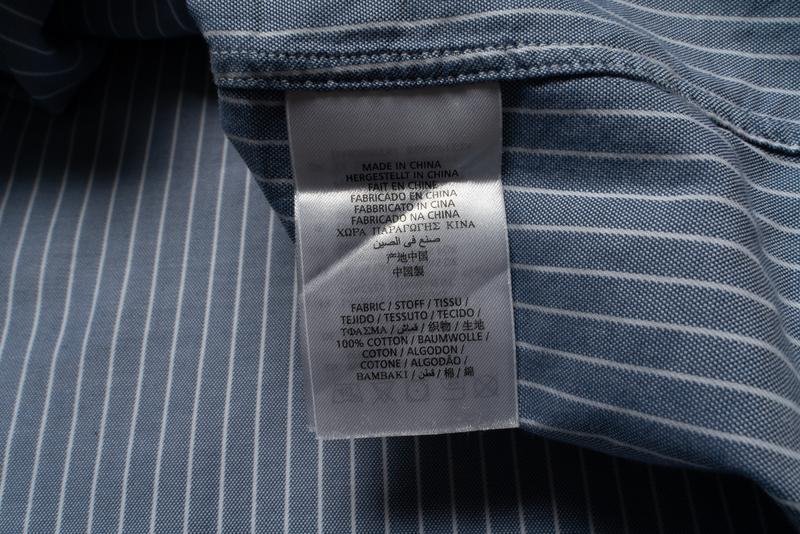 MADE IN CHINA
HERGESTELLT IN CHINA
FAIT EN CHINE
FABRICADO EN CHINA
FABBRICATO IN CINA
FABRICADO NA CHINA
ΧΩΡΑ ΠΑΡΑΓΩΓΗΣ ΚΙΝΑ
صنع في الصين
产地中国
中国製
FABRIC / STOFF / TISSU /
TEJIDO / TESSUTO / TECIDO /
ΥΦΑΣΜΑ / قماش / 织物 / 生地
100% COTTON / BAUMWOLLE /
COTON / ALGODON /
COTONE / ALGODÃO /
ΒΑΜΒΑΚΙ / قطن / 棉 / 綿